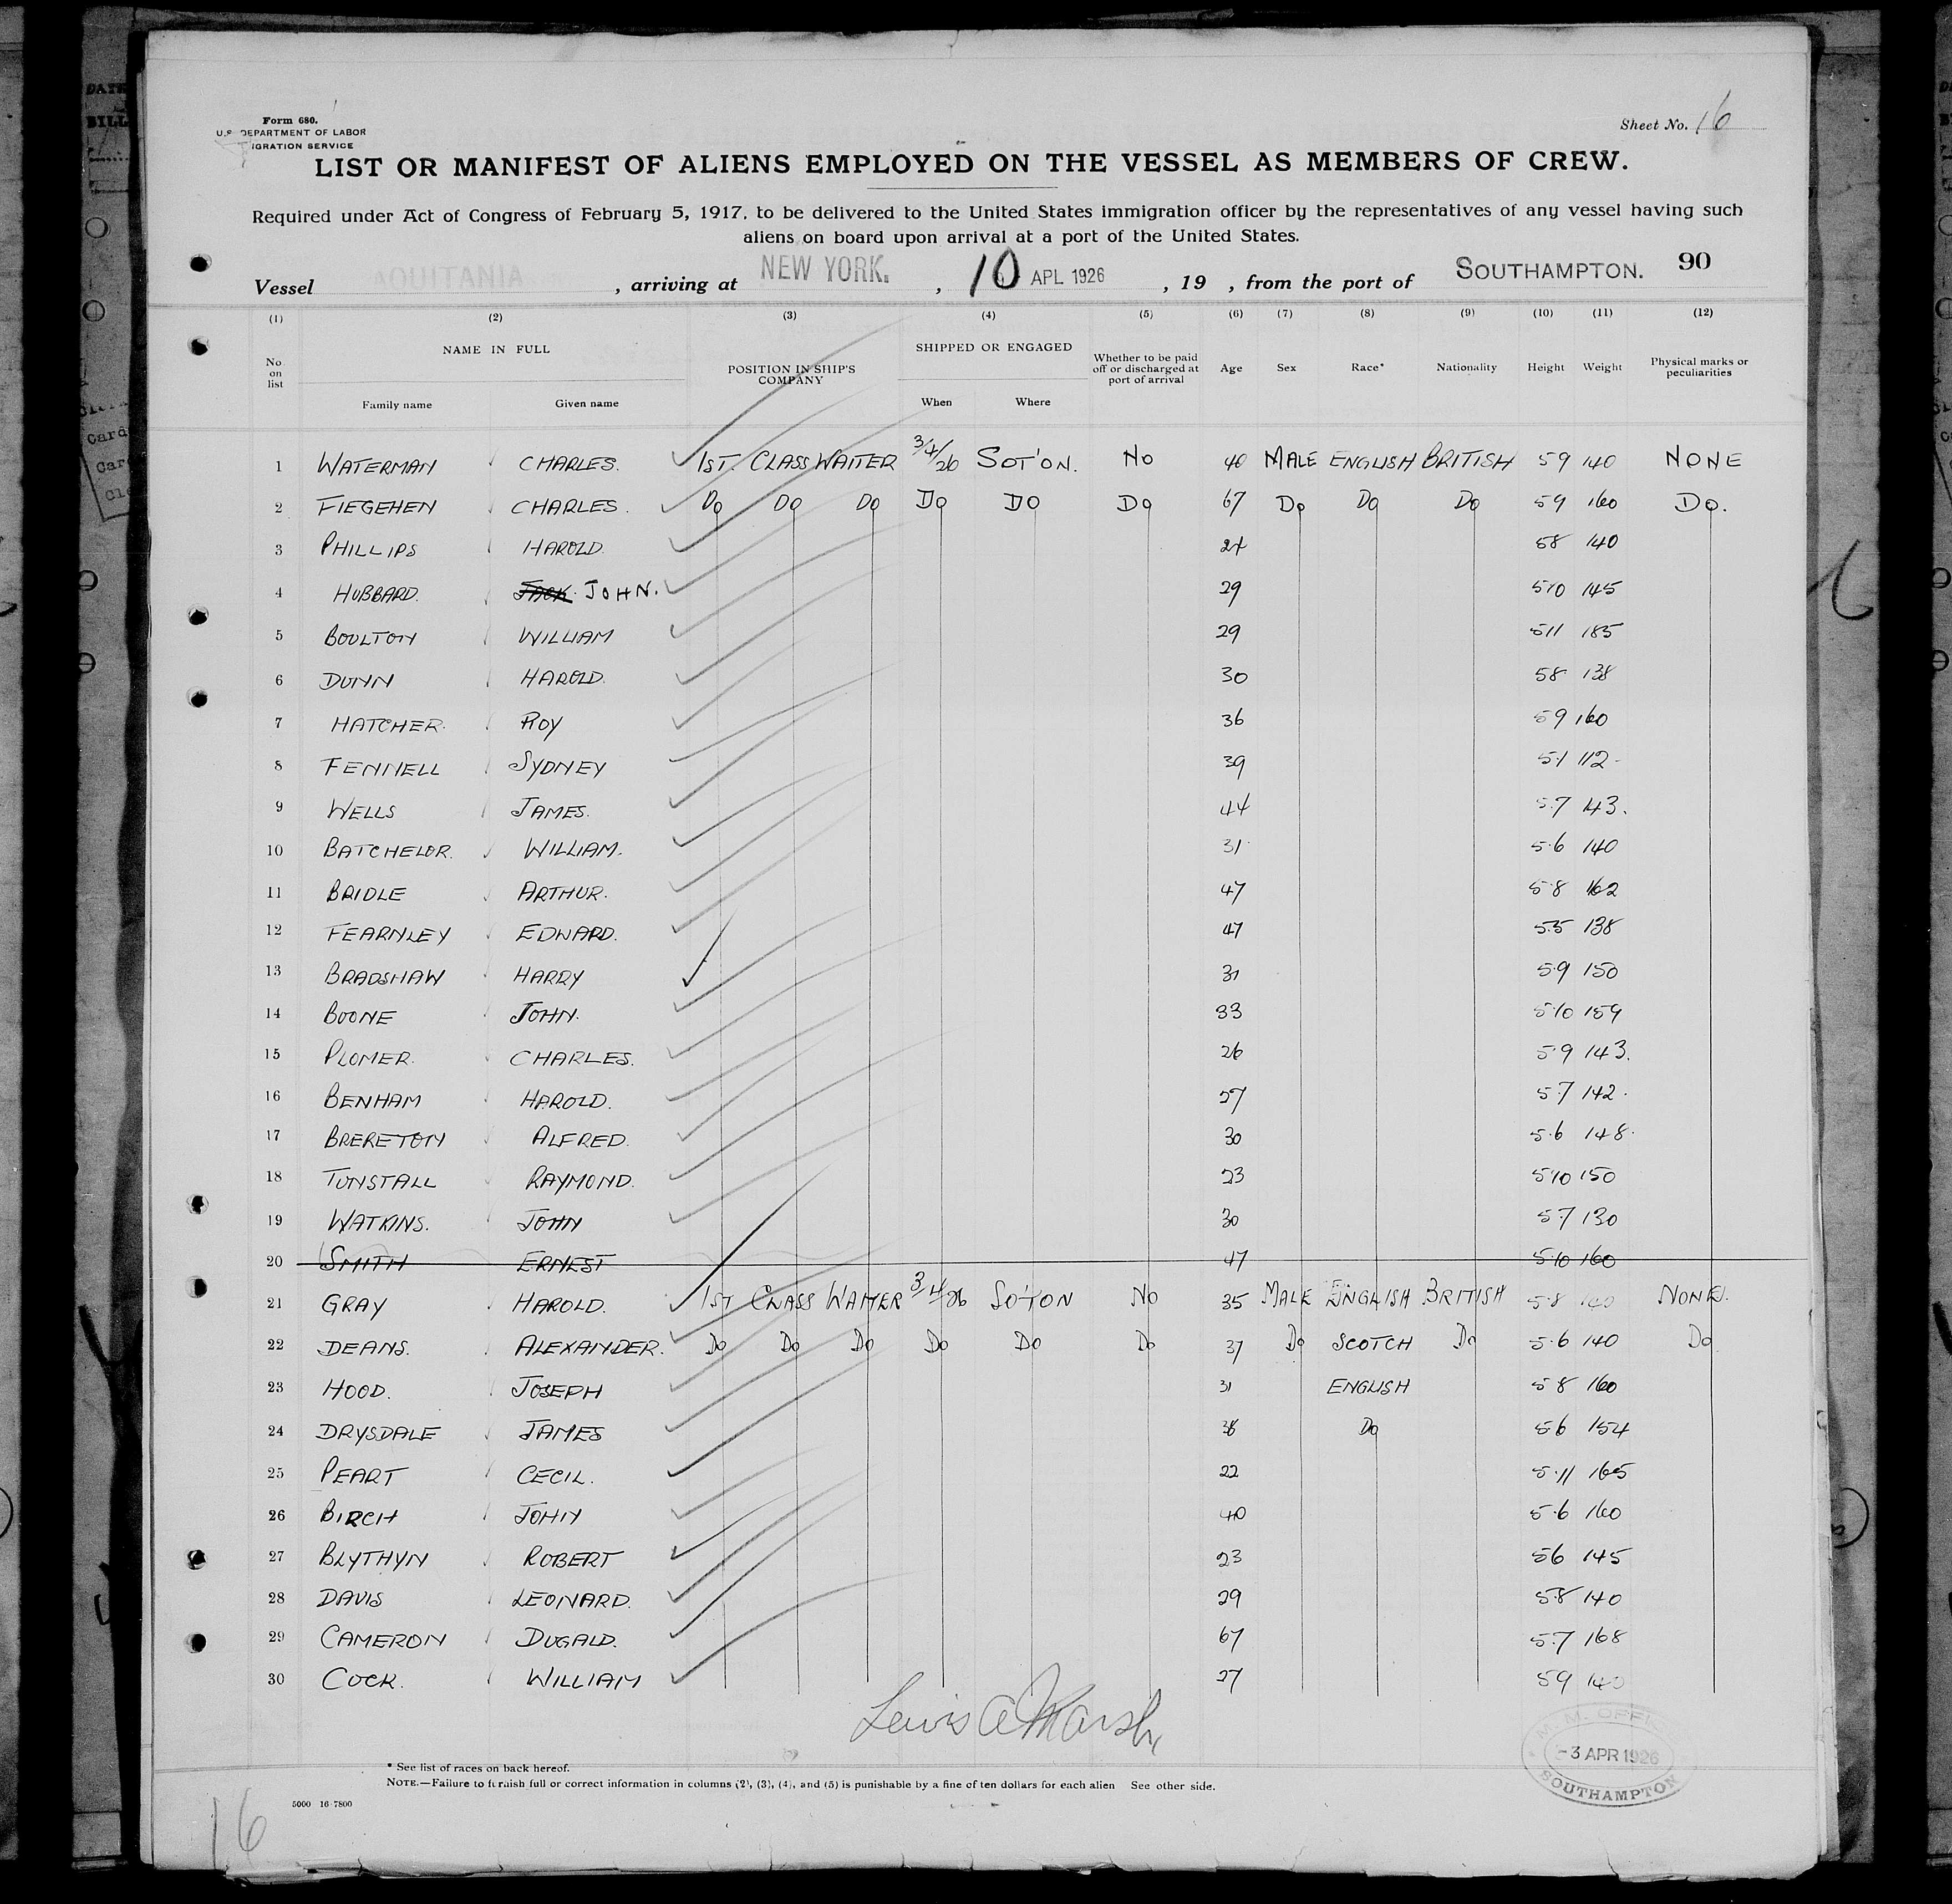 Form 680.
U.S. DEPARTMENT OF LABOR
IGRATION SERVICE
Sheet No. 16
LIST OR MANIFEST OF ALIENS EMPLOYED ON THE VESSEL AS MEMBERS OF CREW.
Required under Act of Congress of February 5, 1917, to be delivered to the United States immigration officer by the representatives of any vessel having such
aliens on board upon arrival at a port of the United States.
Vessel AQUITANIA , arriving at NEW YORK. , 10 APL 1926 , 19 , from the port of SOUTHAMPTON. 90
(1) (2) (3) (4) (5) (6) (7) (8) (9) (10) (11) (12)
No on list NAME IN FULL POSITION IN SHIP'S COMPANY SHIPPED OR ENGAGED Whether to be paid off or discharged at port of arrival Age Sex Race* Nationality Height Weight Physical marks or peculiarities
Family name Given name When Where
1 WATERMAN CHARLES. 1ST. CLASS WAITER 3/4/26 SOT'ON. NO 40 MALE ENGLISH BRITISH 59 140 NONE
2 FIEGEHEN CHARLES. DO DO DO DO DO DO 67 DO DO DO 59 160 DO.
3 PHILLIPS HAROLD. 24 58 140
4 HUBBARD. JACK. JOHN. 29 5·10 145
5 BOULTON WILLIAM 29 511 185
6 DUNN HAROLD. 30 58 138
7 HATCHER. ROY 36 59 160
8 FENNELL SYDNEY 39 5·1 112.
9 WELLS JAMES. 44 5.7 143.
10 BATCHELOR. WILLIAM. 31 5·6 140
11 BRIDLE ARTHUR. 47 5·8 162
12 FEARNLEY EDWARD. 47 5.5 138
13 BRADSHAW HARRY 31 5·9 150
14 BOONE JOHN. 33 5·10 159
15 PLOMER. CHARLES. 26 5·9 143.
16 BENHAM HAROLD. 27 5.7 142.
17 BRERETON ALFRED. 30 5.6 148.
18 TUNSTALL RAYMOND. 23 5·10 150
19 WATKINS. JOHN 30 5.7 130
20 SMITH ERNEST 47 5·10 160
21 GRAY HAROLD. 1ST CLASS WAITER 3/4/26 SO'TON NO 35 MALE ENGLISH BRITISH 5.8 140 NONE.
22 DEANS. ALEXANDER. DO DO DO DO DO DO 37 DO SCOTCH DO 5.6 140 DO
23 HOOD. JOSEPH 31 ENGLISH 5 8 160
24 DRYSDALE JAMES 38 DO 5·6 154
25 PEART CECIL. 22 5.11 165
26 BIRCH JOHN 40 5·6 160
27 BLYTHYN ROBERT 23 56 145
28 DAVIS LEONARD. 29 5.8 140
29 CAMERON DUGALD. 67 5.7 168
30 COCK. WILLIAM 27 59 140
Lewis A Marsh
* See list of races on back hereof.
NOTE.—Failure to furnish full or correct information in columns (2), (3), (4), and (5) is punishable by a fine of ten dollars for each alien See other side.
5000 16-7800
M.M. OFFI
-3 APR 1926
SOUTHAMPTON
16